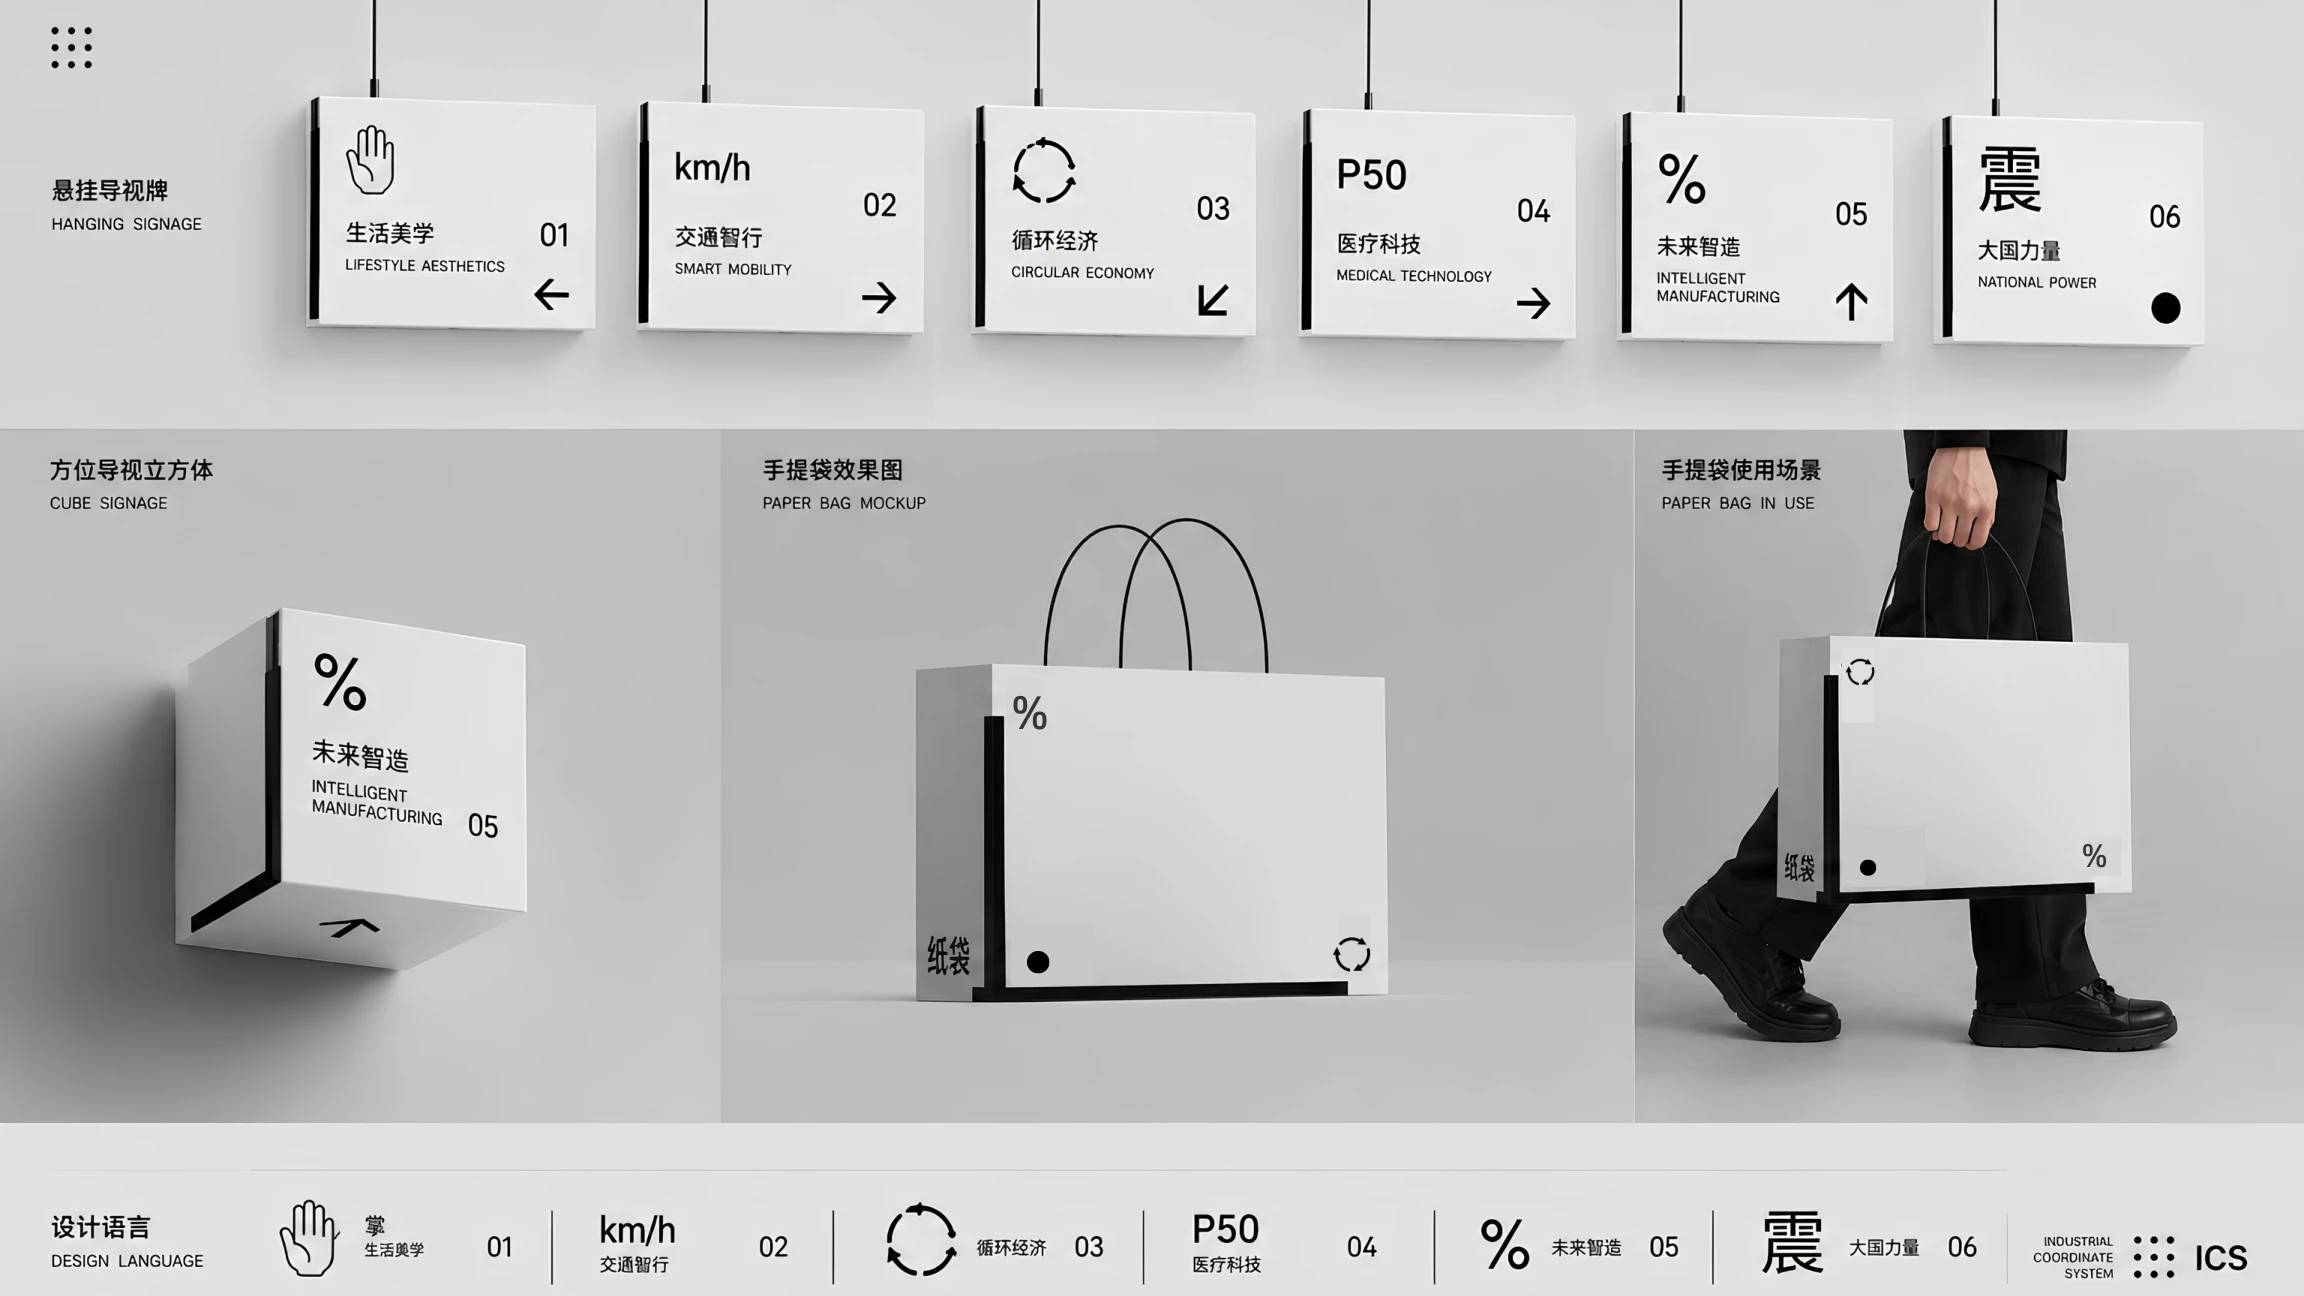 悬挂导视牌
HANGING SIGNAGE
生活美学
LIFESTYLE AESTHETICS
01
km/h
02
交通智行
SMART MOBILITY
03
循环经济
CIRCULAR ECONOMY
P50
04
医疗科技
MEDICAL TECHNOLOGY
%
05
未来智造
INTELLIGENT
MANUFACTURING
震
06
大国力量
NATIONAL POWER
方位导视立方体
CUBE SIGNAGE
%
未来智造
INTELLIGENT
MANUFACTURING
05
手提袋效果图
PAPER BAG MOCKUP
%
纸袋
手提袋使用场景
PAPER BAG IN USE
纸袋
%
设计语言
DESIGN LANGUAGE
生活美学
01
km/h
交通智行
02
循环经济
03
P50
医疗科技
04
%
未来智造
05
震
大国力量
06
INDUSTRIAL
COORDINATE
SYSTEM
ICS